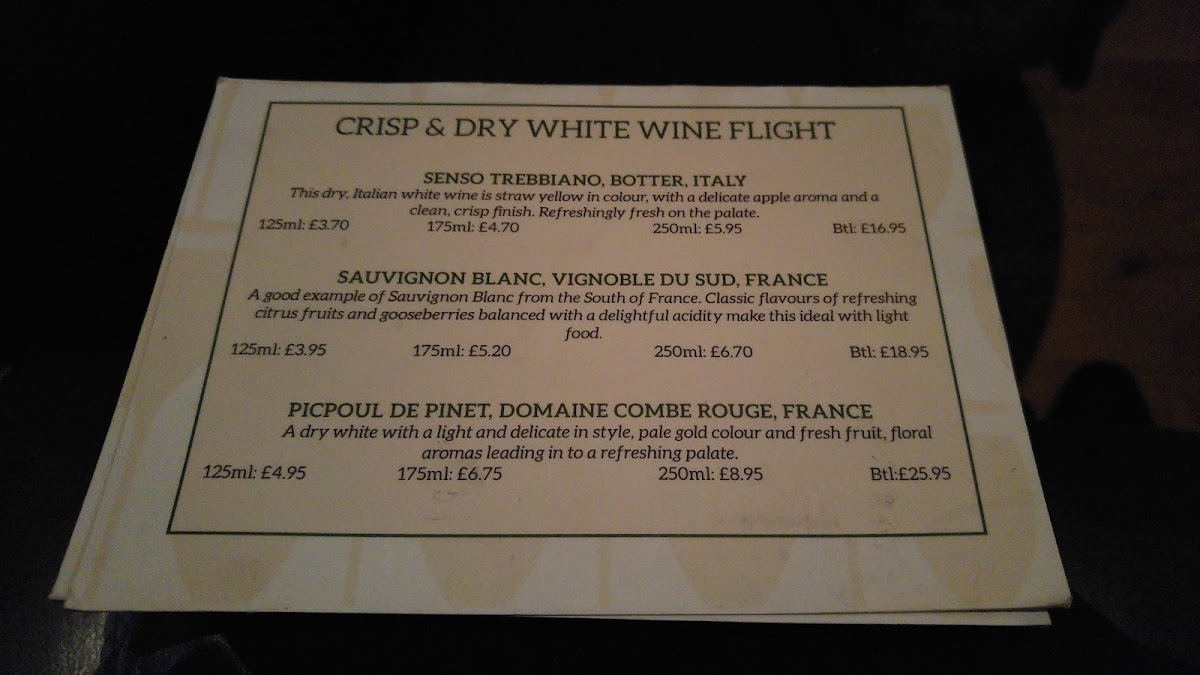 CRISP & DRY WHITE WINE FLIGHT
SENSO TREBBIANO, BOTTER, ITALY
This dry, Italian white wine is straw yellow in colour, with a delicate apple aroma and a
clean, crisp finish. Refreshingly fresh on the palate.
125ml: £3.70 175ml: £4.70 250ml: £5.95 Btl: £16.95
SAUVIGNON BLANC, VIGNOBLE DU SUD, FRANCE
A good example of Sauvignon Blanc from the South of France. Classic flavours of refreshing
citrus fruits and gooseberries balanced with a delightful acidity make this ideal with light
food.
125ml: £3.95 175ml: £5.20 250ml: £6.70 Btl: £18.95
PICPOUL DE PINET, DOMAINE COMBE ROUGE, FRANCE
A dry white with a light and delicate in style, pale gold colour and fresh fruit, floral
aromas leading in to a refreshing palate.
125ml: £4.95 175ml: £6.75 250ml: £8.95 Btl:£25.95